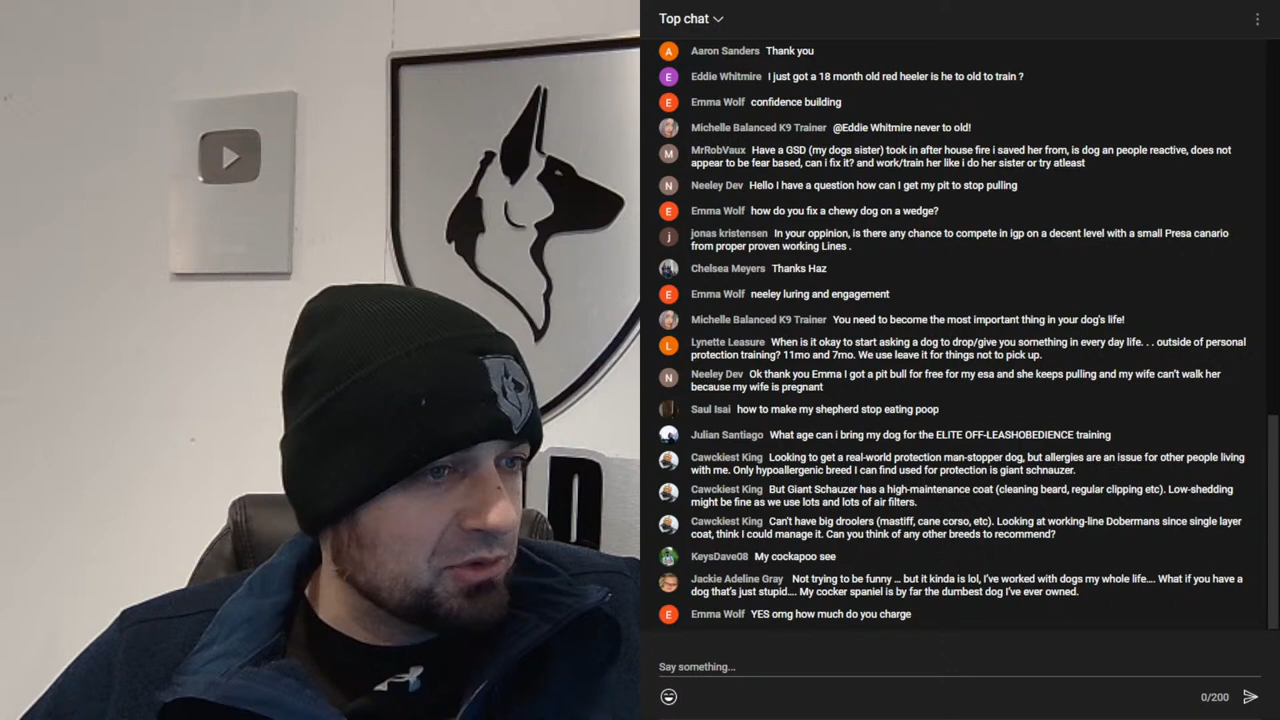 Top chat
Aaron Sanders Thank you
Eddie Whitmire I just got a 18 month old red heeler is he to old to train ?
Emma Wolf confidence building
Michelle Balanced K9 Trainer @Eddie Whitmire never to old!
MrRobVaux Have a GSD (my dogs sister) took in after house fire i saved her from, is dog an people reactive, does not
appear to be fear based, can i fix it? and work/train her like i do her sister or try atleast
Neeley Dev Hello I have a question how can I get my pit to stop pulling
Emma Wolf how do you fix a chewy dog on a wedge?
jonas kristensen In your oppinion, is there any chance to compete in igp on a decent level with a small Presa canario
from proper proven working Lines .
Chelsea Meyers Thanks Haz
Emma Wolf neeley luring and engagement
Michelle Balanced K9 Trainer You need to become the most important thing in your dog's life!
Lynette Leasure When is it okay to start asking a dog to drop/give you something in every day life. . . outside of personal
protection training? 11mo and 7mo. We use leave it for things not to pick up.
Neeley Dev Ok thank you Emma I got a pit bull for free for my esa and she keeps pulling and my wife can't walk her
because my wife is pregnant
Saul Isai how to make my shepherd stop eating poop
Julian Santiago What age can i bring my dog for the ELITE OFF-LEASHOBEDIENCE training
Cawckiest King Looking to get a real-world protection man-stopper dog, but allergies are an issue for other people living
with me. Only hypoallergenic breed I can find used for protection is giant schnauzer.
Cawckiest King But Giant Schauzer has a high-maintenance coat (cleaning beard, regular clipping etc). Low-shedding
might be fine as we use lots and lots of air filters.
Cawckiest King Can't have big droolers (mastiff, cane corso, etc). Looking at working-line Dobermans since single layer
coat, think I could manage it. Can you think of any other breeds to recommend?
KeysDave08 My cockapoo see
Jackie Adeline Gray Not trying to be funny … but it kinda is lol, I've worked with dogs my whole life.... What if you have a
dog that's just stupid.... My cocker spaniel is by far the dumbest dog I've ever owned.
Emma Wolf YES omg how much do you charge
Say something...
0/200